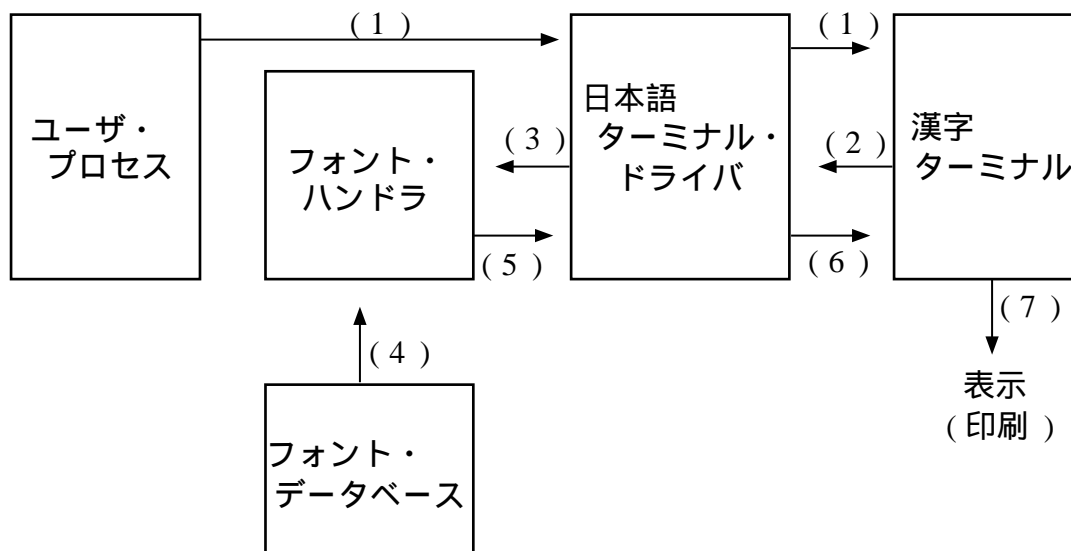 ( 1 )
( 1 )
ユーザ・
プロセス
フォント・
ハンドラ
( 3 )
日本語
ターミナル・
ドライバ
( 2 )
漢字
ターミナル
( 5 )
( 6 )
( 7 )
( 4 )
表示
( 印刷 )
フォント・
データベース